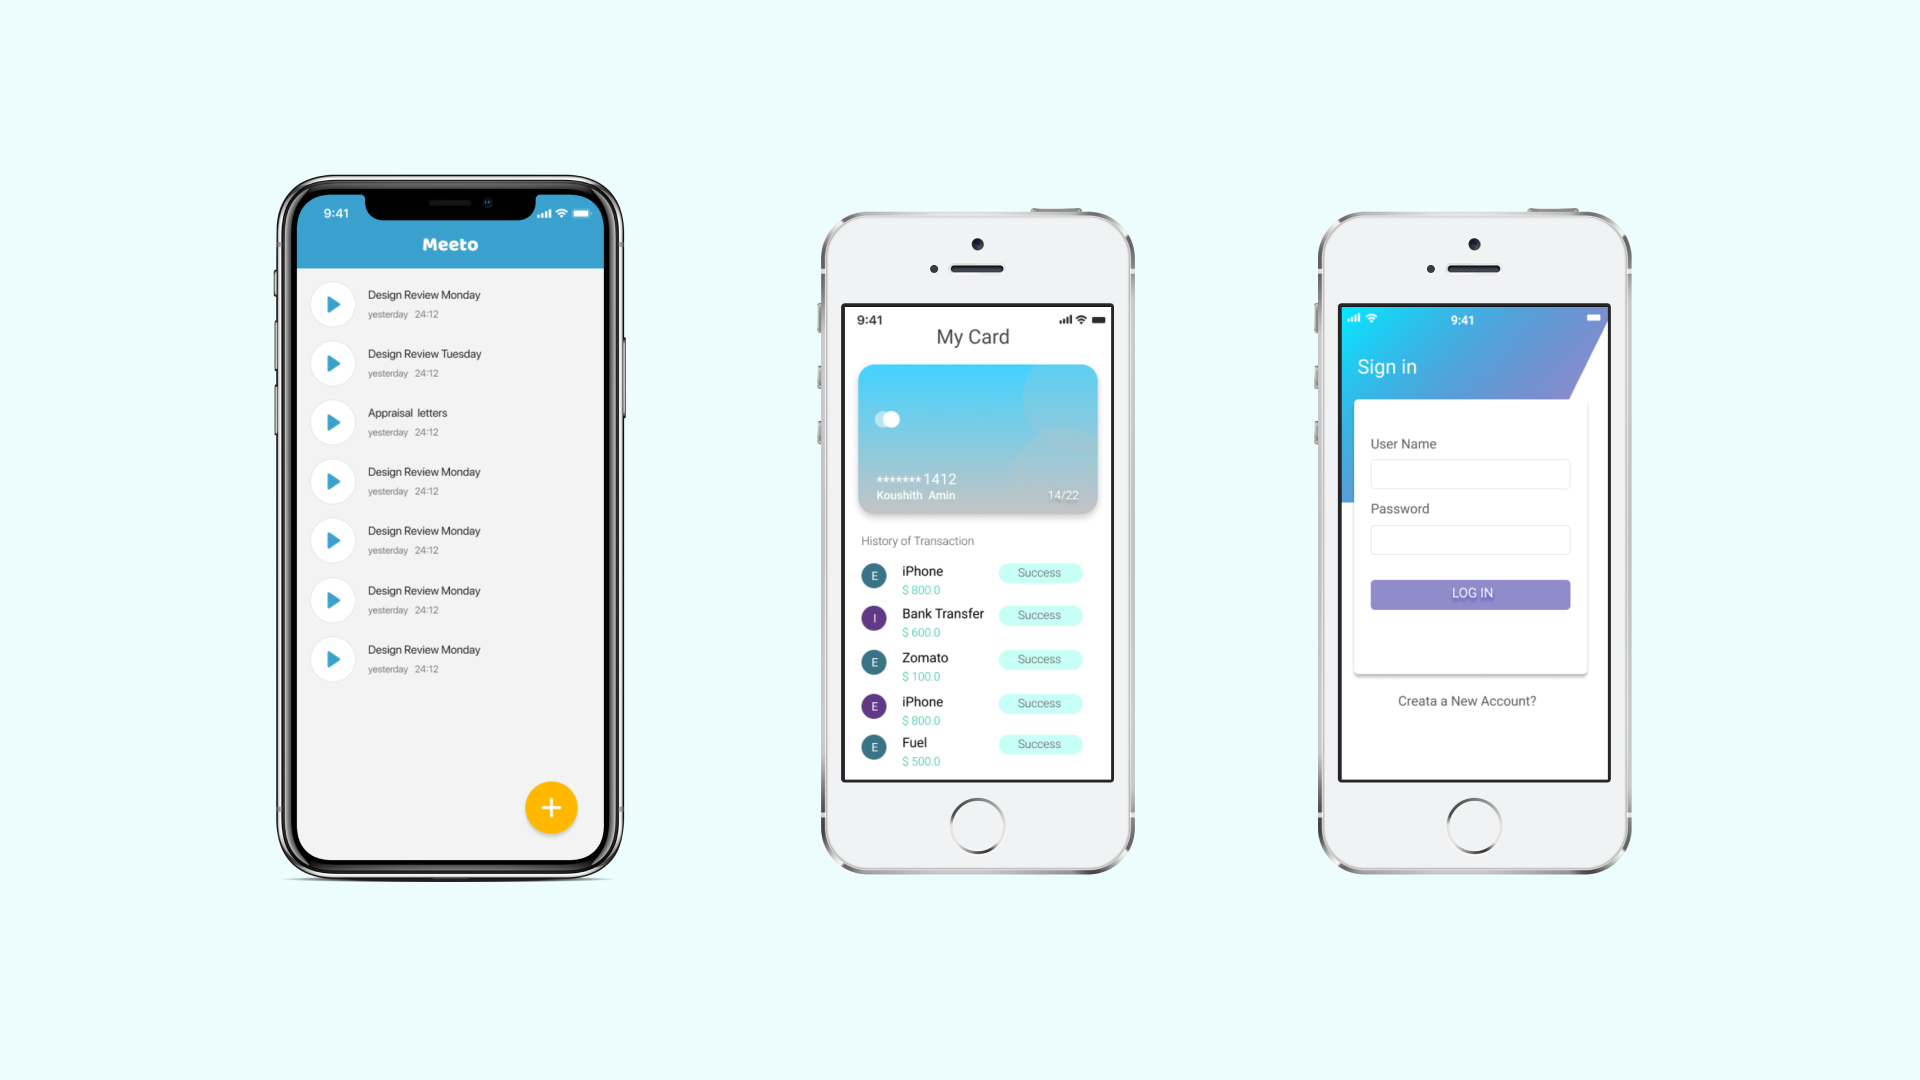 9:41
Meeto
Design Review Monday
yesterday 24:12
Design Review Tuesday
yesterday 24:12
Appraisal letters
yesterday 24:12
Design Review Monday
yesterday 24:12
Design Review Monday
yesterday 24:12
Design Review Monday
yesterday 24:12
Design Review Monday
yesterday 24:12
9:41
My Card
*******1412
Koushith Amin 14/22
History of Transaction
E iPhone Success
$ 800.0
I Bank Transfer Success
$ 600.0
E Zomato Success
$ 100.0
E iPhone Success
$ 800.0
E Fuel Success
$ 500.0
9:41
Sign in
User Name
Password
LOG IN
Creata a New Account?